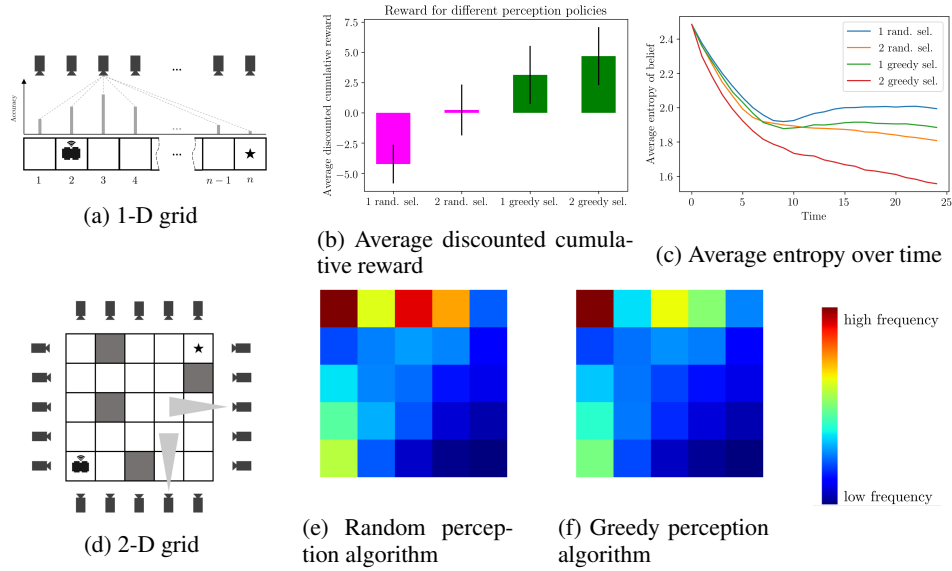 Accuracy
...
...
1 2 3 4 n − 1 n
(a) 1-D grid
Reward for different perception policies
Average discounted cumulative reward
7.5
5.0
2.5
0.0
−2.5
−5.0
1 rand. sel. 2 rand. sel. 1 greedy sel. 2 greedy sel.
(b) Average discounted cumula-
tive reward
Average entropy of belief
2.4
2.2
2.0
1.8
1.6
0 5 10 15 20 25
Time
1 rand. sel.
2 rand. sel.
1 greedy sel.
2 greedy sel.
(c) Average entropy over time
(d) 2-D grid
(e) Random percep-
tion algorithm
(f) Greedy perception
algorithm
high frequency
low frequency